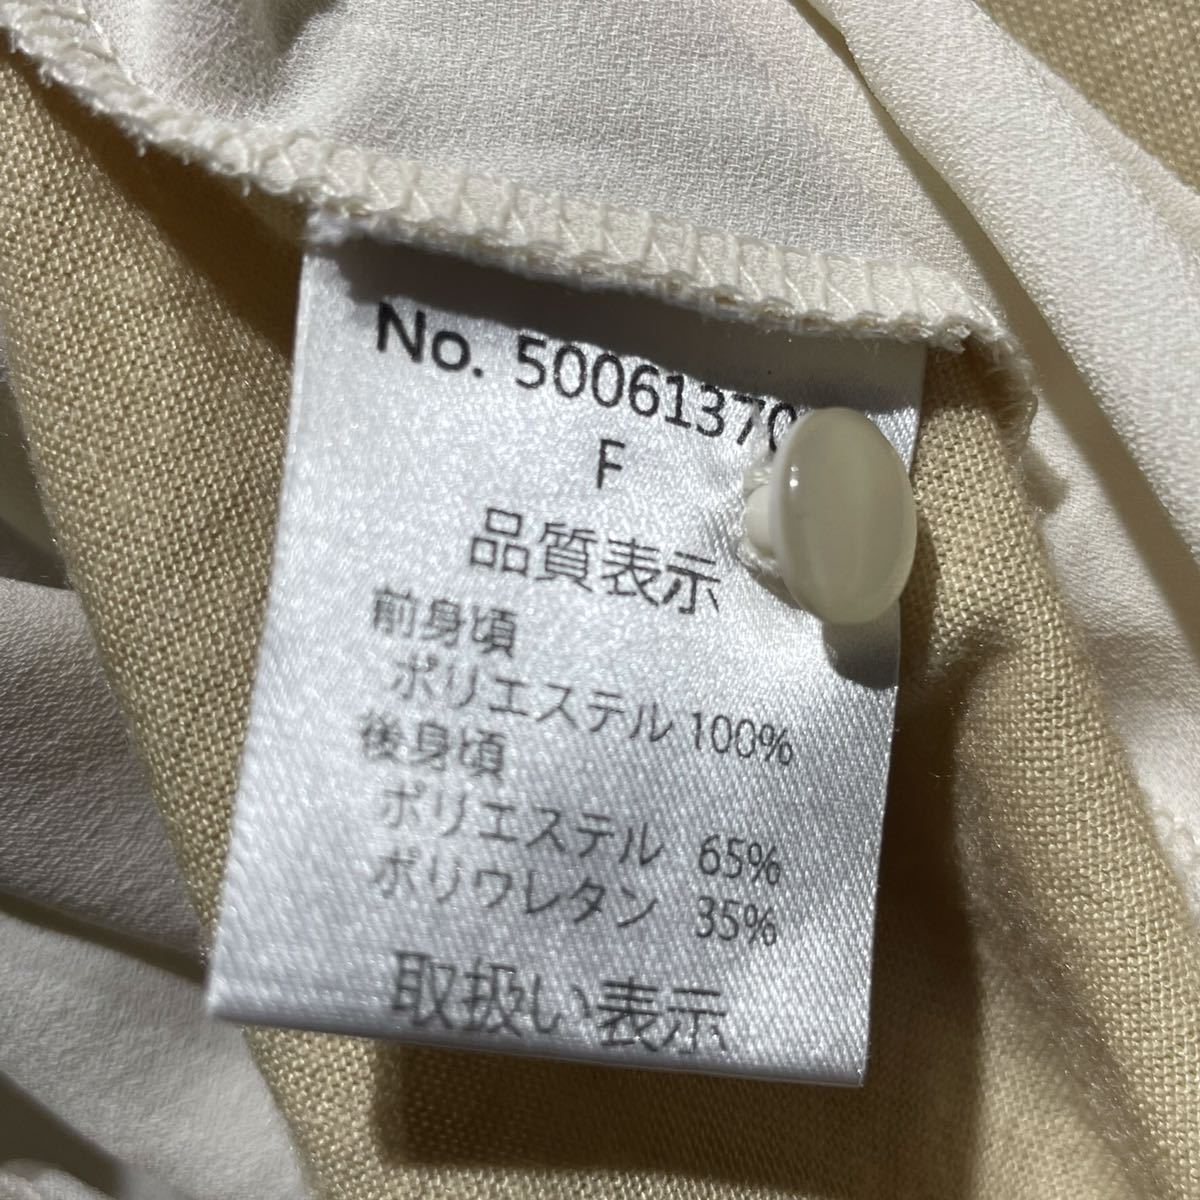 No. 50061370
F
品質表示
前身頃
ポリエステル 100%
後身頃
ポリエステル 65%
ポリウレタン 35%
取扱い表示